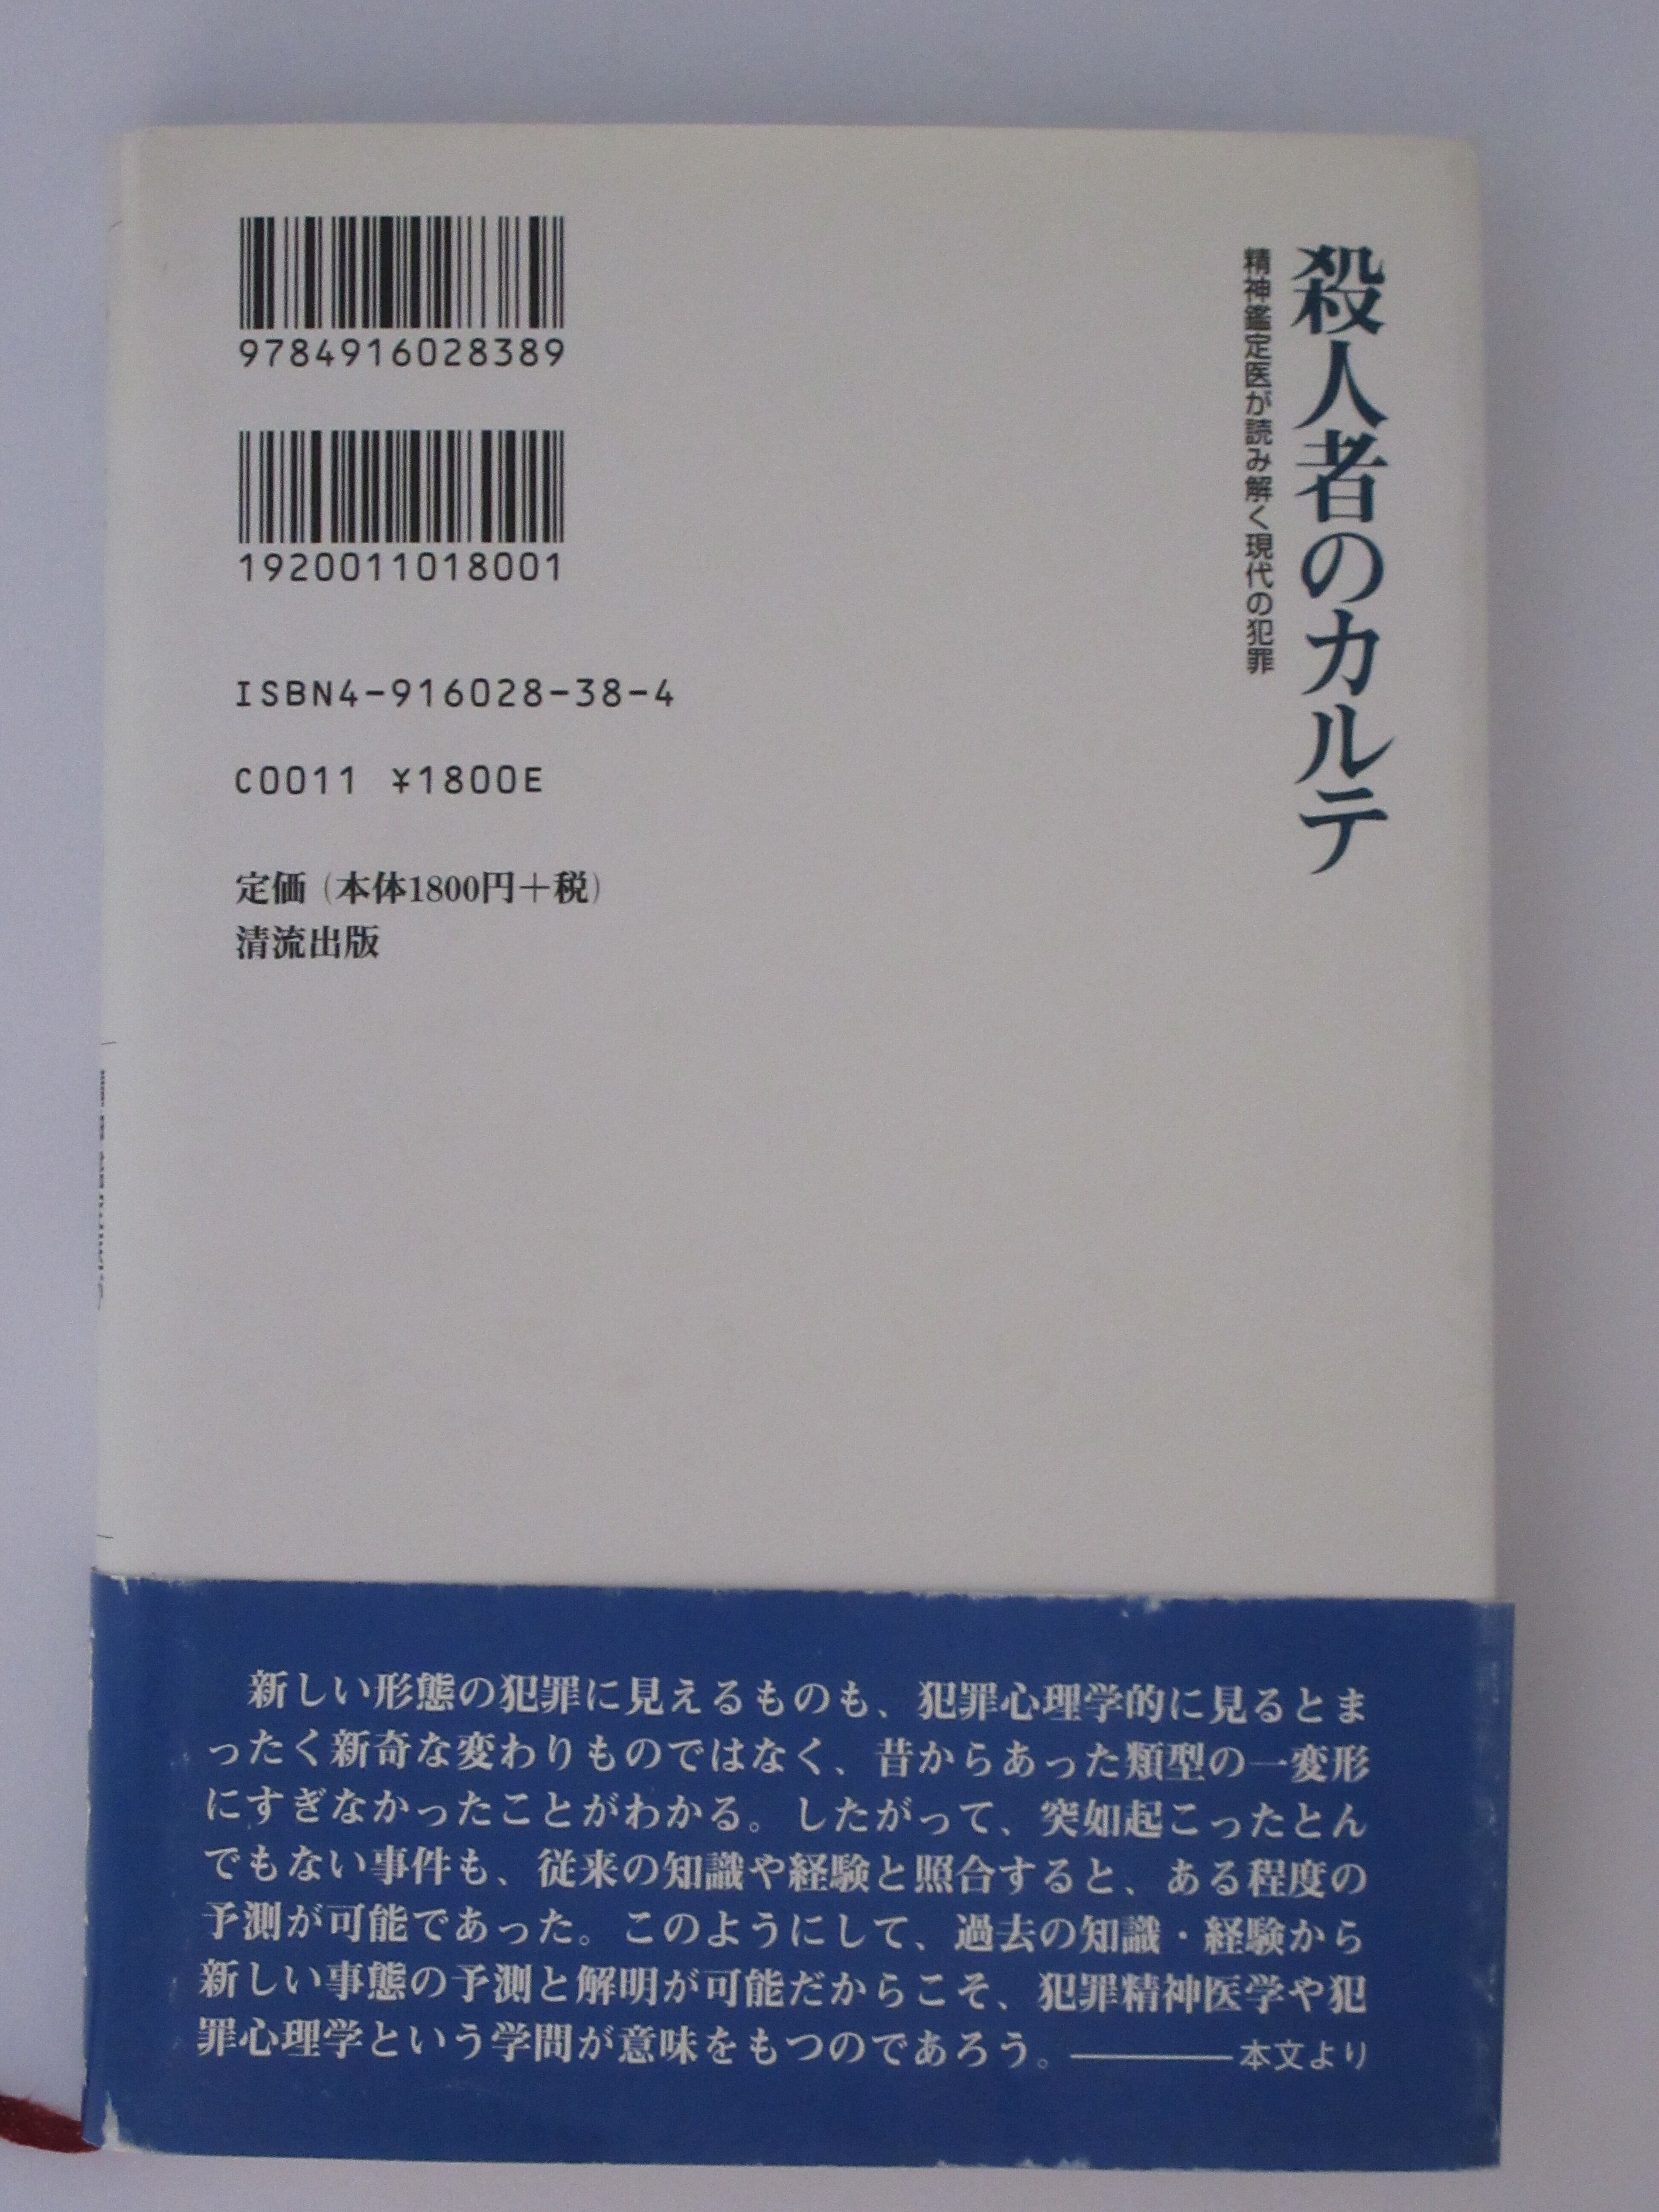 殺人者のカルテ
精神鑑定医が読み解く現代の犯罪
9784916028389
1920011018001
ISBN4-916028-38-4
C0011 ¥1800E
定価（本体1800円＋税）
清流出版
新しい形態の犯罪に見えるものも、犯罪心理学的に見るとま
ったく新奇な変わりものではなく、昔からあった類型の一変形
にすぎなかったことがわかる。したがって、突如起こったとん
でもない事件も、従来の知識や経験と照合すると、ある程度の
予測が可能であった。このようにして、過去の知識・経験から
新しい事態の予測と解明が可能だからこそ、犯罪精神医学や犯
罪心理学という学問が意味をもつのであろう。――――本文より